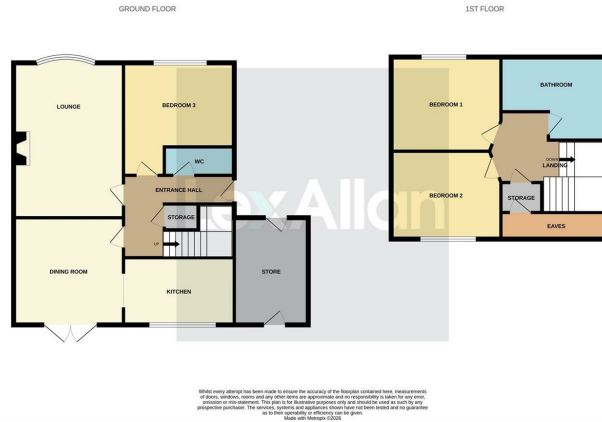 GROUND FLOOR
1ST FLOOR
LOUNGE
BEDROOM 3
WC
ENTRANCE HALL
STORAGE
UP
DINING ROOM
KITCHEN
STORE
BEDROOM 1
BATHROOM
DOWN
LANDING
BEDROOM 2
STORAGE
EAVES
LexAllan
Whilst every attempt has been made to ensure the accuracy of the floorplan contained here, measurements
of doors, windows, rooms and any other items are approximate and no responsibility is taken for any error,
omission or mis-statement. This plan is for illustrative purposes only and should be used as such by any
prospective purchaser. The services, systems and appliances shown have not been tested and no guarantee
as to their operability or efficiency can be given.
Made with Metropix ©2026